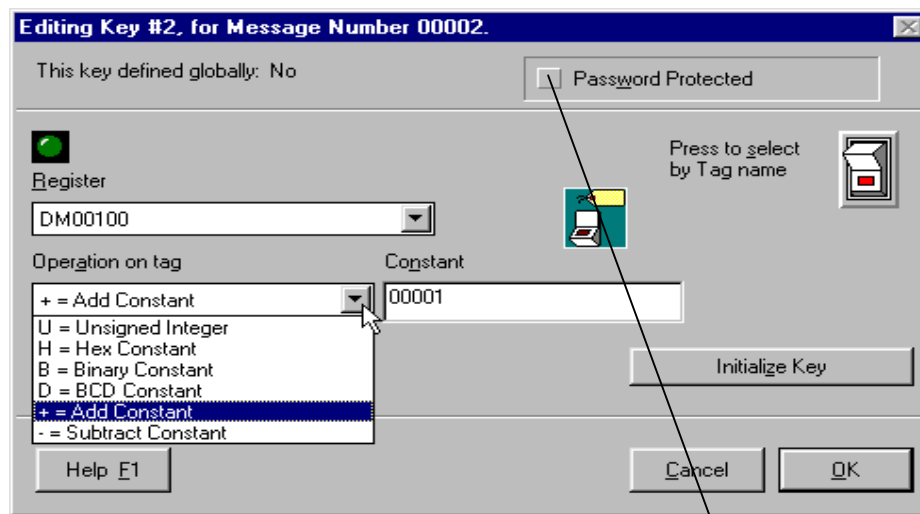 Editing Key #2, for Message Number 00002.
This key defined globally: No
Password Protected
Press to select
by Tag name
Register
DM00100
Operation on tag
Constant
+ = Add Constant
00001
U = Unsigned Integer
H = Hex Constant
B = Binary Constant
D = BCD Constant
+ = Add Constant
- = Subtract Constant
Initialize Key
Help F1
Cancel
OK